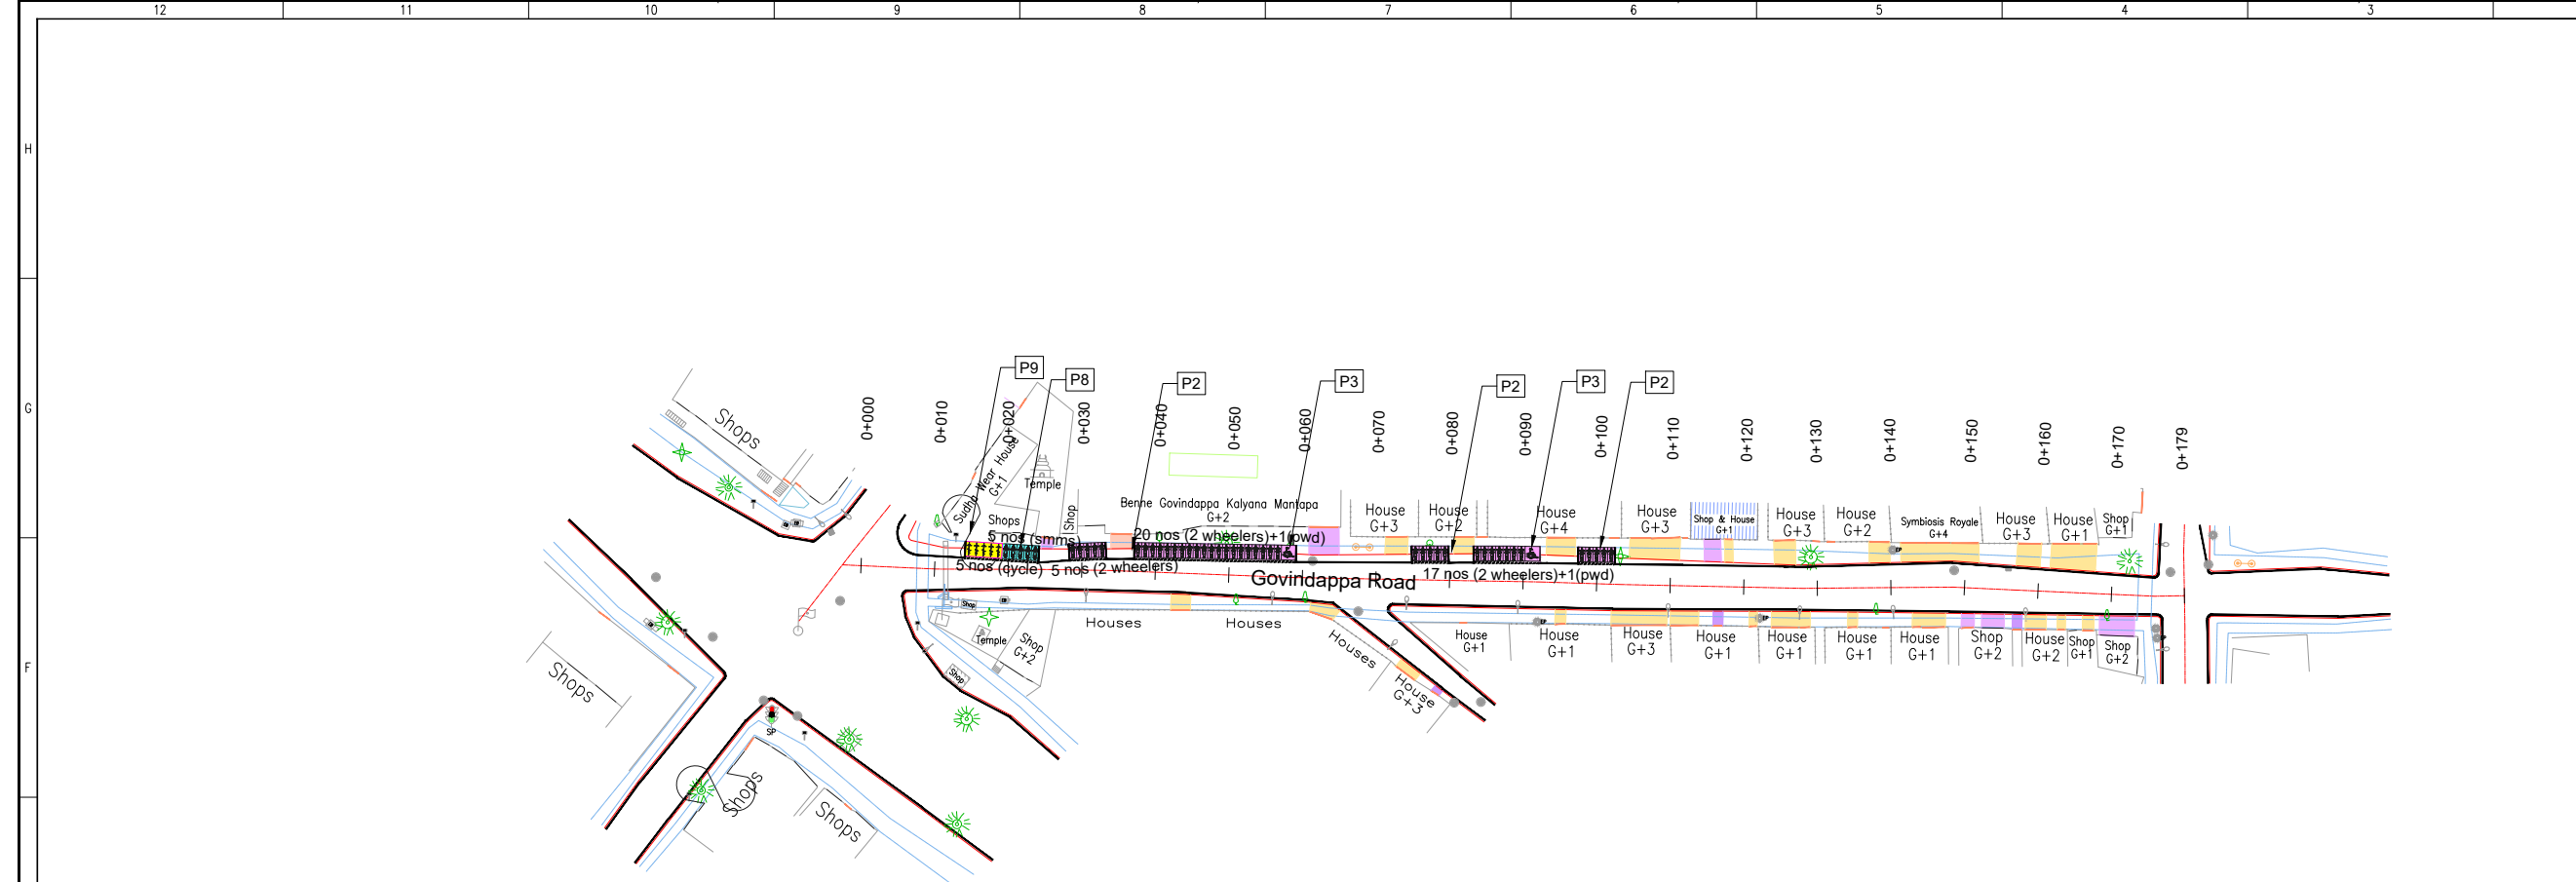 12 11 10 9 8 7 6 5 4 3
H
G
F
P9
P8
P2
P3
P2
P3
P2
0+000
0+010
0+020
0+030
0+040
0+050
0+060
0+070
0+080
0+090
0+100
0+110
0+120
0+130
0+140
0+150
0+160
0+170
0+179
Shops
Sudha Wear House
G+1
Temple
Shops
Shop
Benne Govindappa Kalyana Mantapa
G+2
House
G+3
House
G+2
House
G+4
House
G+3
Shop & House
G+1
House
G+3
House
G+2
Symbiosis Royale
G+4
House
G+3
House
G+1
Shop
G+1
5 nos (smms)
20 nos (2 wheelers)+1(pwd)
5 nos (cycle)
5 nos (2 wheelers)
17 nos (2 wheelers)+1(pwd)
Govindappa Road
Shop
Temple
Shop
G+2
Shop
Houses
Houses
Houses
House
G+3
House
G+1
House
G+1
House
G+3
House
G+1
House
G+1
House
G+1
House
G+1
Shop
G+2
House
G+2
Shop
G+1
Shop
G+2
Shops
SP
Shops
Shops